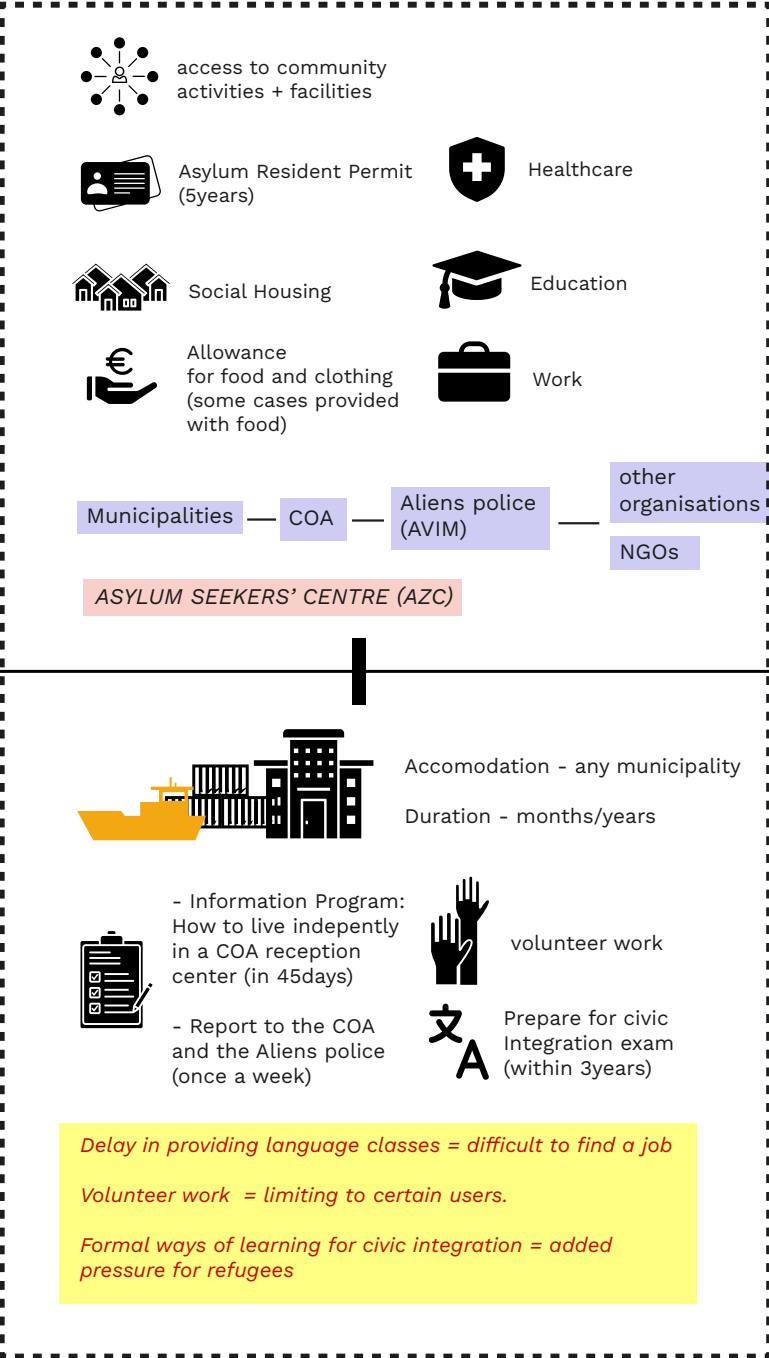 access to community
activities + facilities
Asylum Resident Permit
(5years)
Healthcare
Social Housing
Education
Allowance
for food and clothing
(some cases provided
with food)
Work
Municipalities
COA
Aliens police
(AVIM)
other
organisations
NGOs
ASYLUM SEEKERS' CENTRE (AZC)
Accomodation - any municipality
Duration - months/years
- Information Program:
How to live indepently
in a COA reception
center (in 45days)
- Report to the COA
and the Aliens police
(once a week)
volunteer work
文A
Prepare for civic
Integration exam
(within 3years)
Delay in providing language classes = difficult to find a job
Volunteer work  = limiting to certain users.
Formal ways of learning for civic integration = added
pressure for refugees